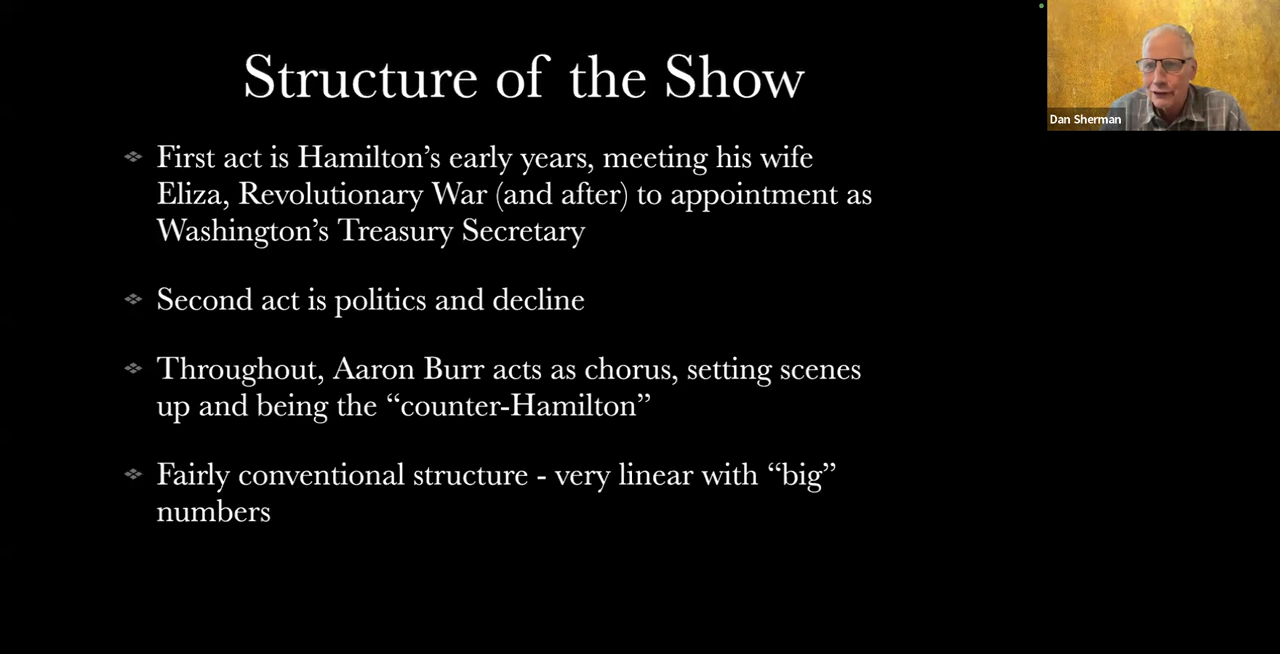 Structure of the Show
First act is Hamilton’s early years, meeting his wife
Eliza, Revolutionary War (and after) to appointment as
Washington’s Treasury Secretary
Second act is politics and decline
Throughout, Aaron Burr acts as chorus, setting scenes
up and being the “counter-Hamilton”
Fairly conventional structure - very linear with “big”
numbers
Dan Sherman